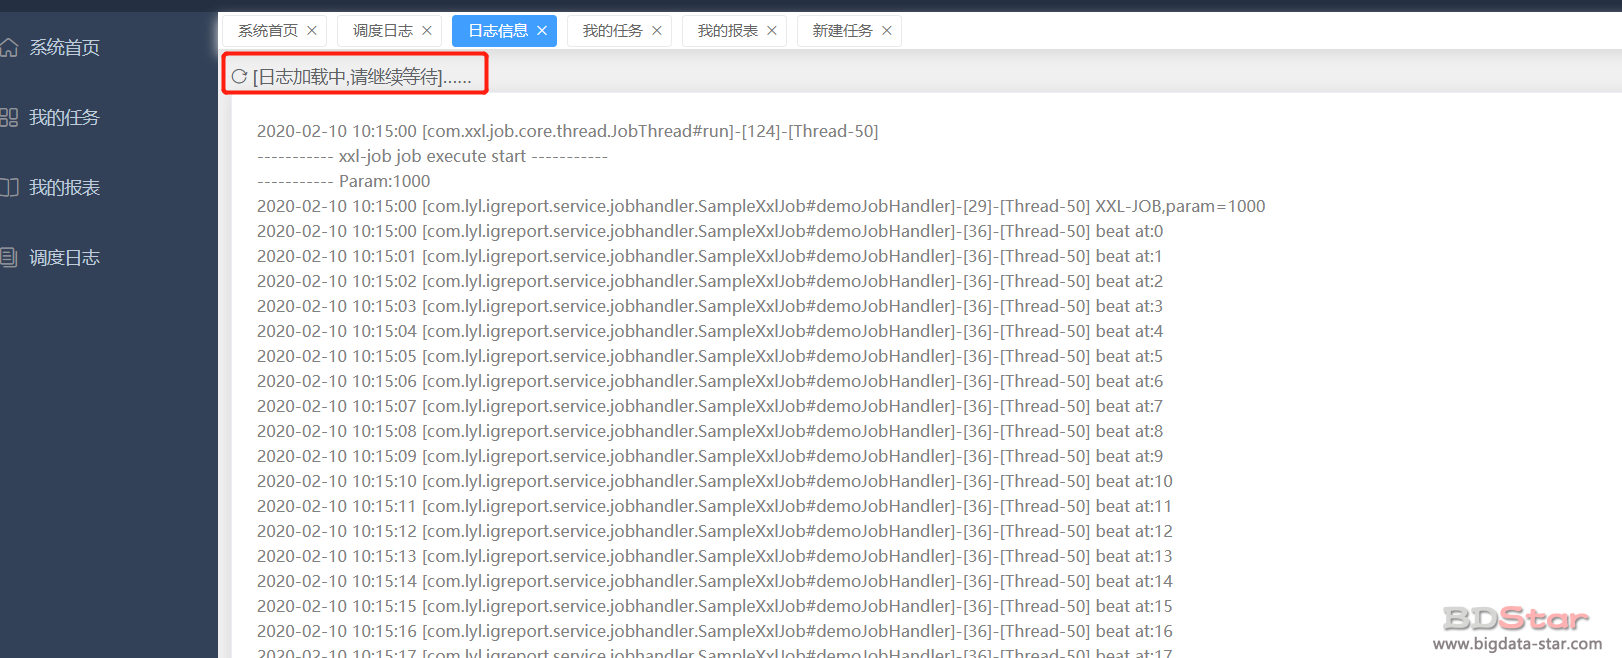 系统首页 × 调度日志 × 日志信息 × 我的任务 × 我的报表 × 新建任务 ×
系统首页
我的任务
我的报表
调度日志
[日志加载中,请继续等待]......
2020-02-10 10:15:00 [com.xxl.job.core.thread.JobThread#run]-[124]-[Thread-50]
----------- xxl-job job execute start -----------
----------- Param:1000
2020-02-10 10:15:00 [com.lyl.igreport.service.jobhandler.SampleXxlJob#demoJobHandler]-[29]-[Thread-50] XXL-JOB,param=1000
2020-02-10 10:15:00 [com.lyl.igreport.service.jobhandler.SampleXxlJob#demoJobHandler]-[36]-[Thread-50] beat at:0
2020-02-10 10:15:01 [com.lyl.igreport.service.jobhandler.SampleXxlJob#demoJobHandler]-[36]-[Thread-50] beat at:1
2020-02-10 10:15:02 [com.lyl.igreport.service.jobhandler.SampleXxlJob#demoJobHandler]-[36]-[Thread-50] beat at:2
2020-02-10 10:15:03 [com.lyl.igreport.service.jobhandler.SampleXxlJob#demoJobHandler]-[36]-[Thread-50] beat at:3
2020-02-10 10:15:04 [com.lyl.igreport.service.jobhandler.SampleXxlJob#demoJobHandler]-[36]-[Thread-50] beat at:4
2020-02-10 10:15:05 [com.lyl.igreport.service.jobhandler.SampleXxlJob#demoJobHandler]-[36]-[Thread-50] beat at:5
2020-02-10 10:15:06 [com.lyl.igreport.service.jobhandler.SampleXxlJob#demoJobHandler]-[36]-[Thread-50] beat at:6
2020-02-10 10:15:07 [com.lyl.igreport.service.jobhandler.SampleXxlJob#demoJobHandler]-[36]-[Thread-50] beat at:7
2020-02-10 10:15:08 [com.lyl.igreport.service.jobhandler.SampleXxlJob#demoJobHandler]-[36]-[Thread-50] beat at:8
2020-02-10 10:15:09 [com.lyl.igreport.service.jobhandler.SampleXxlJob#demoJobHandler]-[36]-[Thread-50] beat at:9
2020-02-10 10:15:10 [com.lyl.igreport.service.jobhandler.SampleXxlJob#demoJobHandler]-[36]-[Thread-50] beat at:10
2020-02-10 10:15:11 [com.lyl.igreport.service.jobhandler.SampleXxlJob#demoJobHandler]-[36]-[Thread-50] beat at:11
2020-02-10 10:15:12 [com.lyl.igreport.service.jobhandler.SampleXxlJob#demoJobHandler]-[36]-[Thread-50] beat at:12
2020-02-10 10:15:13 [com.lyl.igreport.service.jobhandler.SampleXxlJob#demoJobHandler]-[36]-[Thread-50] beat at:13
2020-02-10 10:15:14 [com.lyl.igreport.service.jobhandler.SampleXxlJob#demoJobHandler]-[36]-[Thread-50] beat at:14
2020-02-10 10:15:15 [com.lyl.igreport.service.jobhandler.SampleXxlJob#demoJobHandler]-[36]-[Thread-50] beat at:15
2020-02-10 10:15:16 [com.lyl.igreport.service.jobhandler.SampleXxlJob#demoJobHandler]-[36]-[Thread-50] beat at:16
2020-02-10 10:15:17 [com.lyl.igreport.service.jobhandler.SampleXxlJob#demoJobHandler]-[36]-[Thread-50] beat at:17
BDStar
www.bigdata-star.com